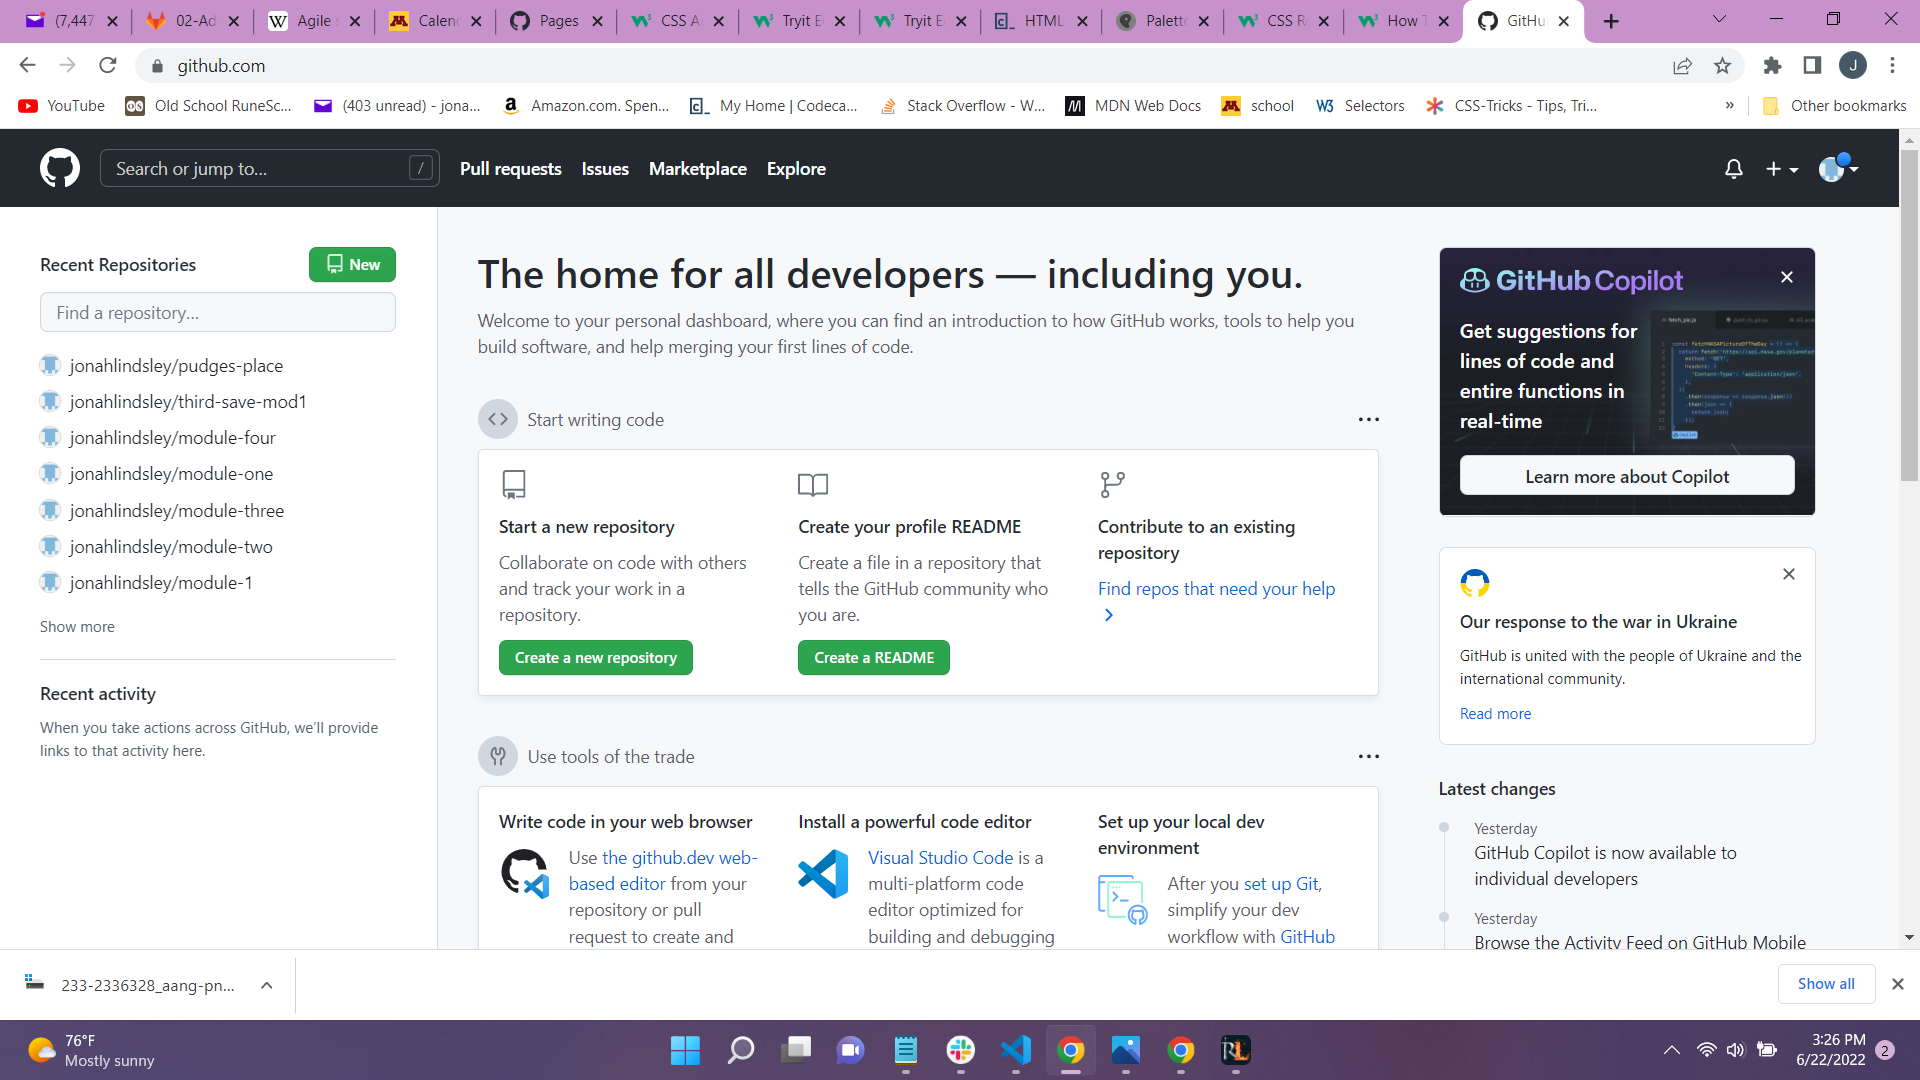 (7,447
02-Ad
Agile s
Calend
Pages
CSS A
Tryit E
Tryit E
HTML
Palett
CSS R
How T
GitHu
github.com
J
YouTube
Old School RuneSc...
(403 unread) - jona...
Amazon.com. Spen...
My Home | Codeca...
Stack Overflow - W...
MDN Web Docs
school
Selectors
CSS-Tricks - Tips, Tri...
»
Other bookmarks
Search or jump to...
/
Pull requests
Issues
Marketplace
Explore
Recent Repositories
New
Find a repository...
jonahlindsley/pudges-place
jonahlindsley/third-save-mod1
jonahlindsley/module-four
jonahlindsley/module-one
jonahlindsley/module-three
jonahlindsley/module-two
jonahlindsley/module-1
Show more
Recent activity
When you take actions across GitHub, we'll provide
links to that activity here.
The home for all developers — including you.
Welcome to your personal dashboard, where you can find an introduction to how GitHub works, tools to help you
build software, and help merging your first lines of code.
Start writing code
Start a new repository
Collaborate on code with others
and track your work in a
repository.
Create a new repository
Create your profile README
Create a file in a repository that
tells the GitHub community who
you are.
Create a README
Contribute to an existing
repository
Find repos that need your help
Use tools of the trade
Write code in your web browser
Use the github.dev web-
based editor from your
repository or pull
request to create and
Install a powerful code editor
Visual Studio Code is a
multi-platform code
editor optimized for
building and debugging
Set up your local dev
environment
After you set up Git,
simplify your dev
workflow with GitHub
GitHub Copilot
Get suggestions for
lines of code and
entire functions in
real-time
Learn more about Copilot
Our response to the war in Ukraine
GitHub is united with the people of Ukraine and the
international community.
Read more
Latest changes
Yesterday
GitHub Copilot is now available to
individual developers
Yesterday
Browse the Activity Feed on GitHub Mobile
233-2336328_aang-pn...
Show all
76°F
Mostly sunny
3:26 PM
6/22/2022
2